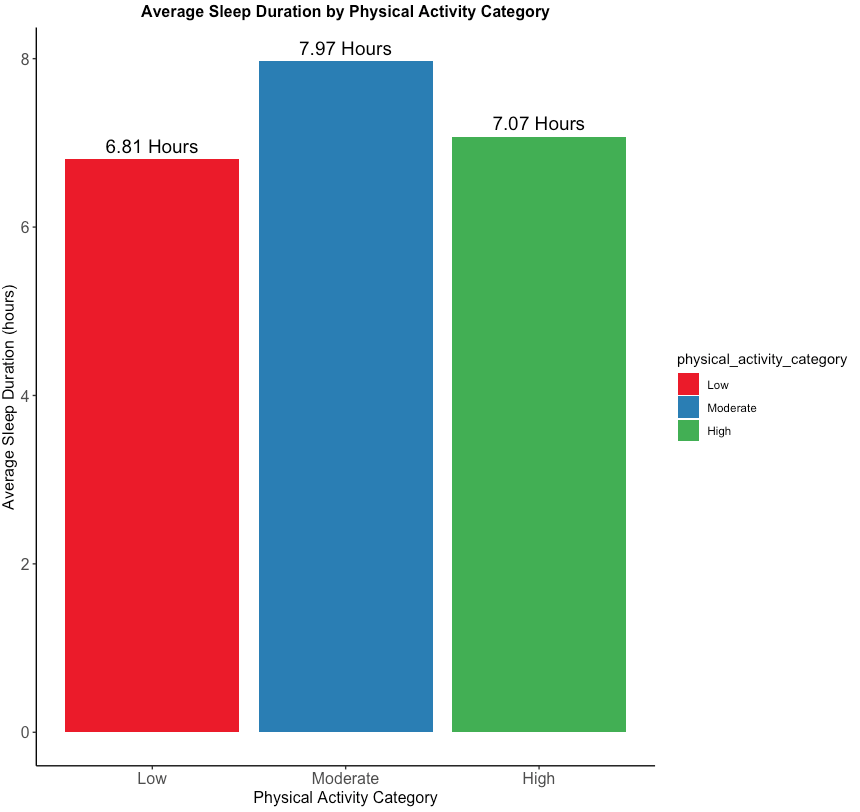 Average Sleep Duration by Physical Activity Category
7.97 Hours
7.07 Hours
6.81 Hours
8
6
4
2
0
Average Sleep Duration (hours)
Low
Moderate
High
Physical Activity Category
physical_activity_category
Low
Moderate
High